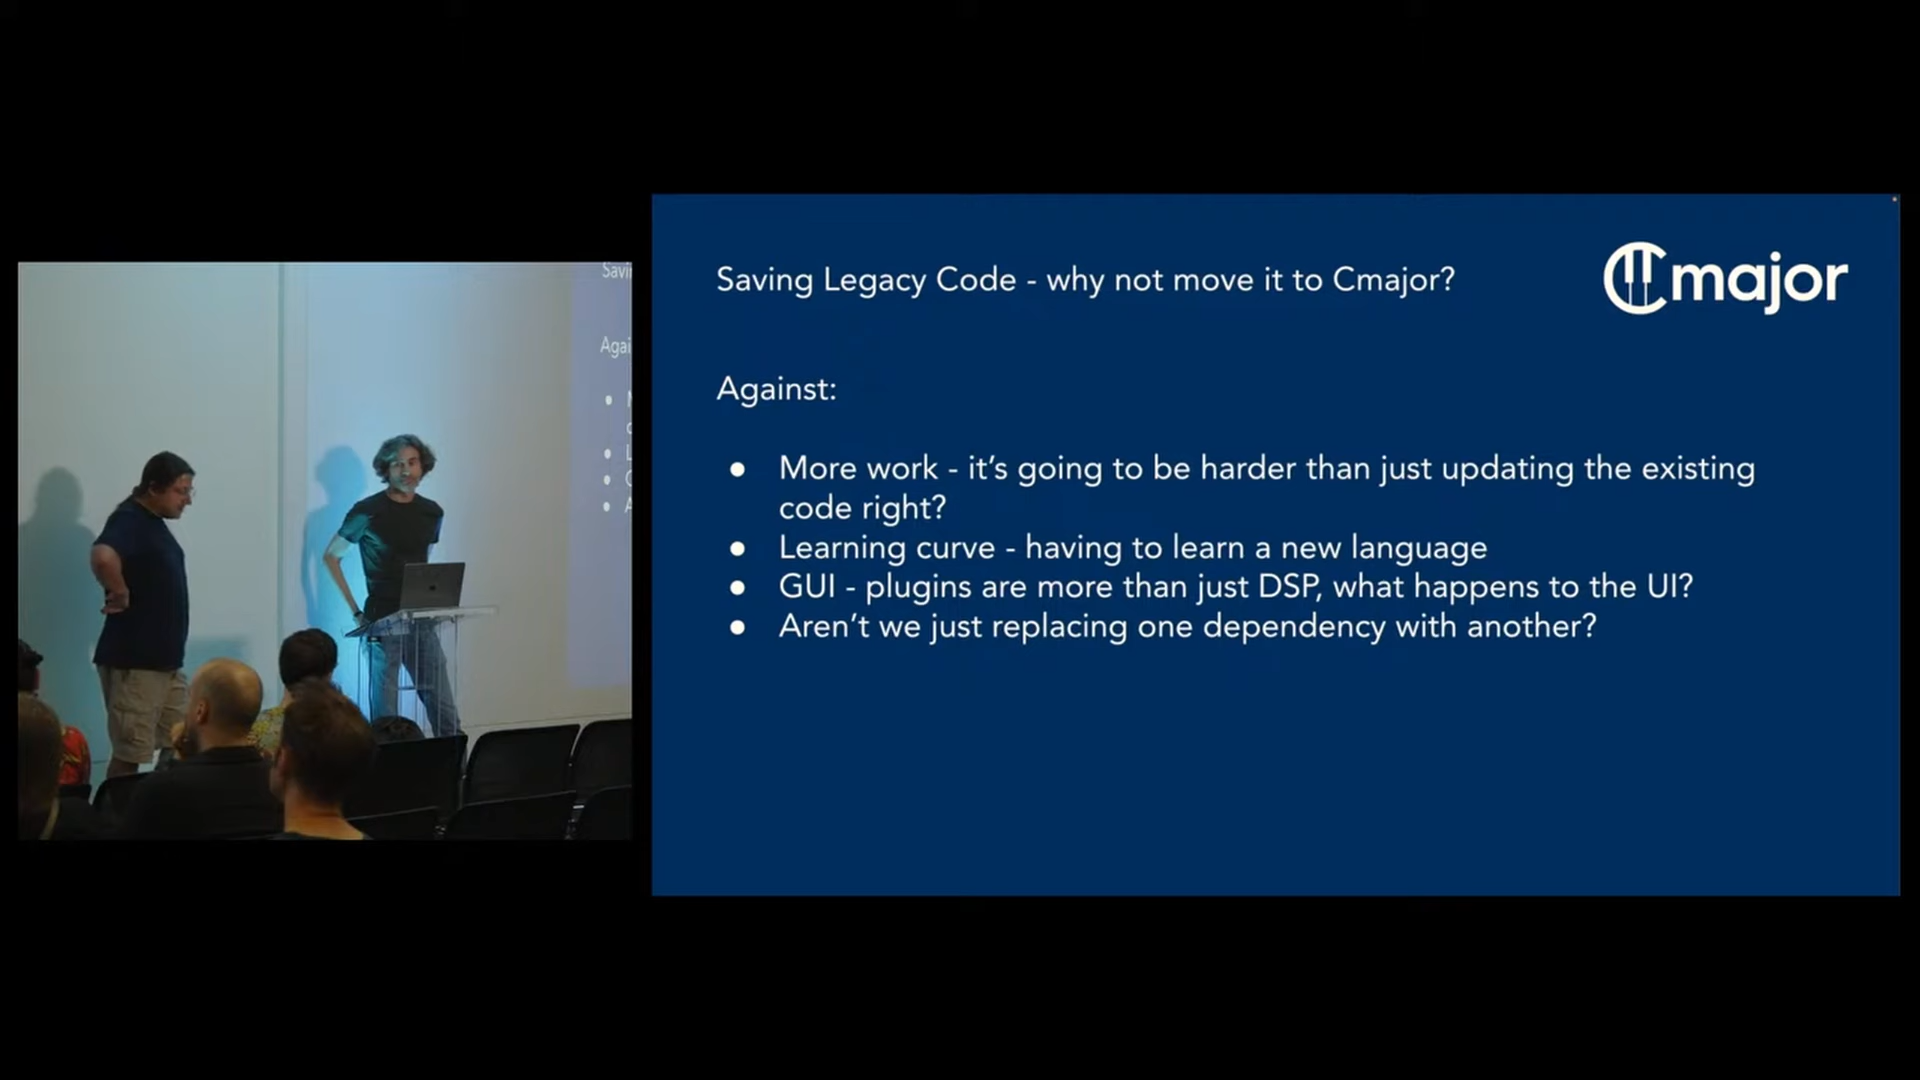 Saving Legacy Code - why not move it to Cmajor?
Cmajor
Against:
● More work - it’s going to be harder than just updating the existing
code right?
● Learning curve - having to learn a new language
● GUI - plugins are more than just DSP, what happens to the UI?
● Aren’t we just replacing one dependency with another?
Savi
Agai